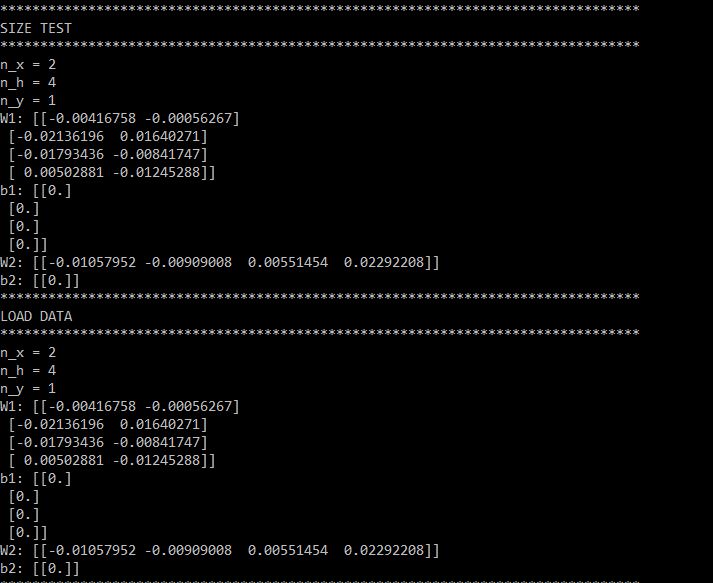 ********************************************************************************
SIZE TEST
********************************************************************************
n_x = 2
n_h = 4
n_y = 1
W1: [[-0.00416758 -0.00056267]
 [-0.02136196  0.01640271]
 [-0.01793436 -0.00841747]
 [ 0.00502881 -0.01245288]]
b1: [[0.]
 [0.]
 [0.]
 [0.]]
W2: [[-0.01057952 -0.00909008  0.00551454  0.02292208]]
b2: [[0.]]
********************************************************************************
LOAD DATA
********************************************************************************
n_x = 2
n_h = 4
n_y = 1
W1: [[-0.00416758 -0.00056267]
 [-0.02136196  0.01640271]
 [-0.01793436 -0.00841747]
 [ 0.00502881 -0.01245288]]
b1: [[0.]
 [0.]
 [0.]
 [0.]]
W2: [[-0.01057952 -0.00909008  0.00551454  0.02292208]]
b2: [[0.]]
********************************************************************************